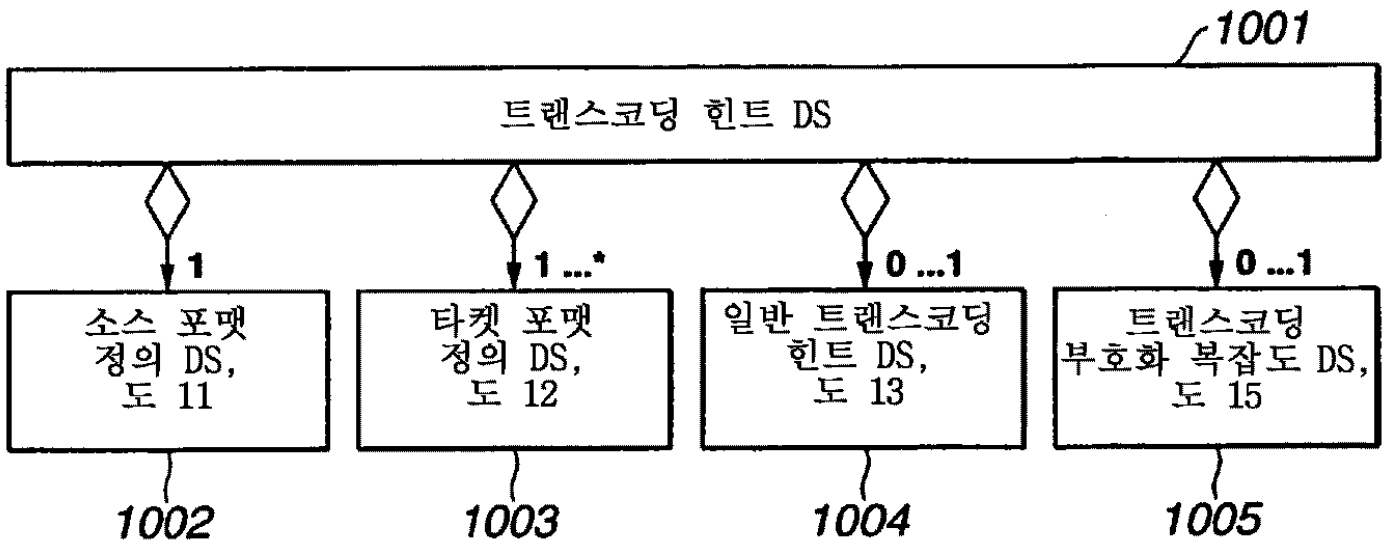 1001
트랜스코딩 힌트 DS
1
1 ...*
0 ...1
0 ...1
소스 포맷
정의 DS,
도 11
타켓 포맷
정의 DS,
도 12
일반 트랜스코딩
힌트 DS,
도 13
트랜스코딩
부호화 복잡도 DS,
도 15
1002
1003
1004
1005